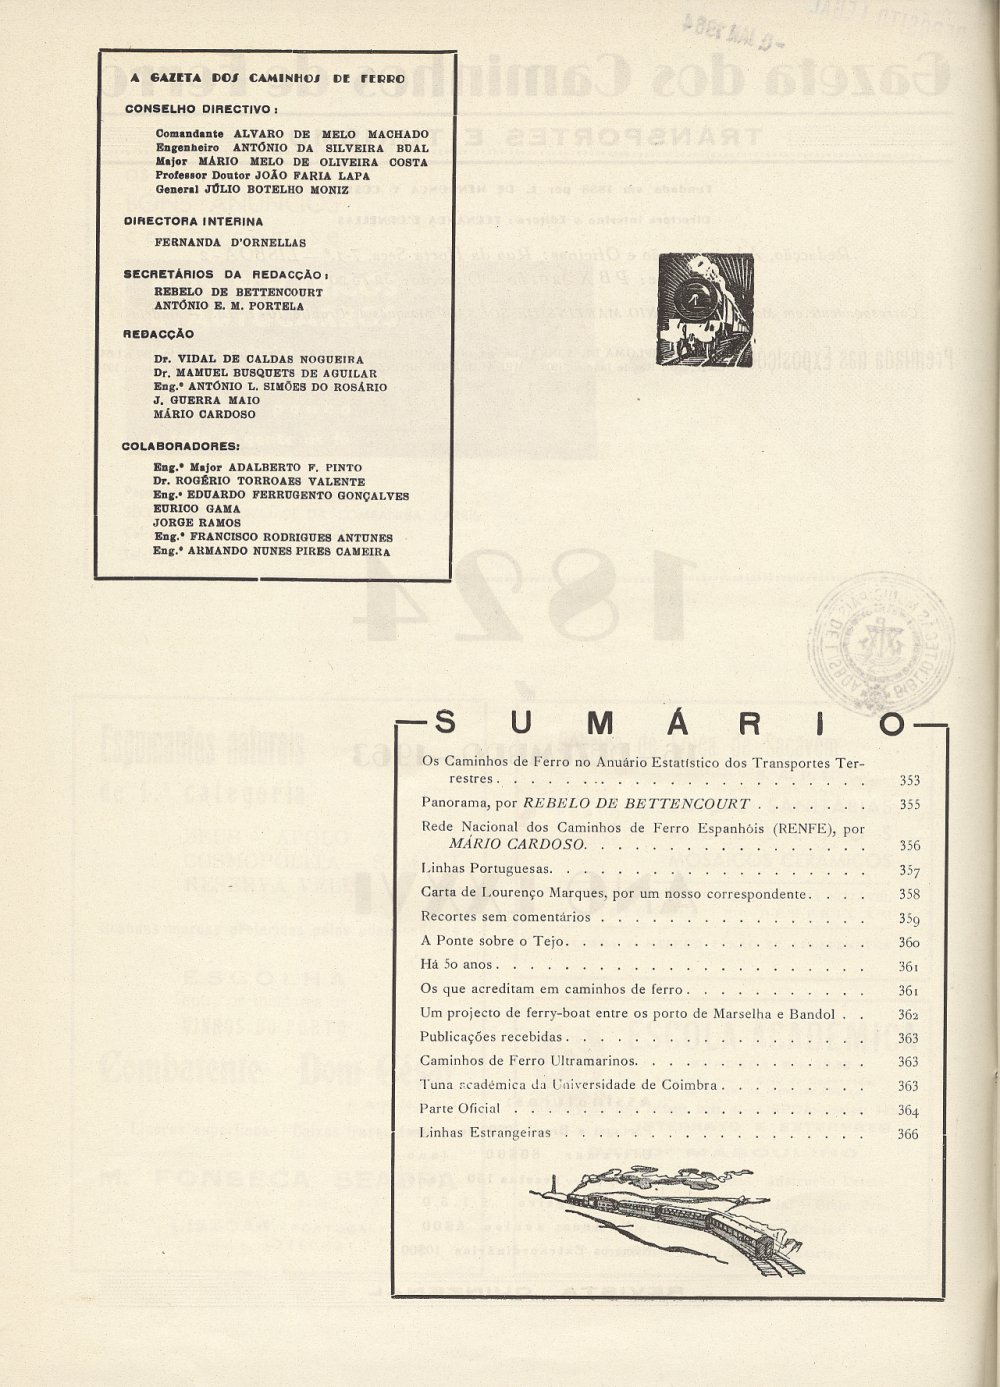 A GAZETA DOS CAMINHOS DE FERRO
CONSELHO DIRECTIVO:
Comandante ALVARO DE MELO MACHADO
Engenheiro ANTÓNIO DA SILVEIRA BUAL
Major MÁRIO MELO DE OLIVEIRA COSTA
Professor Doutor JOÃO FARIA LAPA
General JÚLIO BOTELHO MONIZ
DIRECTORA INTERINA
FERNANDA D'ORNELLAS
SECRETÁRIOS DA REDACÇÃO:
REBELO DE BETTENCOURT
ANTÓNIO E. M. PORTELA
REDACÇÃO
Dr. VIDAL DE CALDAS NOGUEIRA
Dr. MAMUEL BUSQUETS DE AGUILAR
Eng.º ANTÓNIO L. SIMÕES DO ROSÁRIO
J. GUERRA MAIO
MÁRIO CARDOSO
COLABORADORES:
Eng.º Major ADALBERTO F. PINTO
Dr. ROGÉRIO TORROAES VALENTE
Eng.º EDUARDO FERRUGENTO GONÇALVES
EURICO GAMA
JORGE RAMOS
Eng.º FRANCISCO RODRIGUES ANTUNES
Eng.º ARMANDO NUNES PIRES CAMEIRA
SUMÁRIO
Os Caminhos de Ferro no Anuário Estatístico dos Transportes Ter-
restres . . . . . . . . . . . . . . . . . . . . 353
Panorama, por REBELO DE BETTENCOURT . . . . . . . 355
Rede Nacional dos Caminhos de Ferro Espanhóis (RENFE), por
MÁRIO CARDOSO. . . . . . . . . . . . . . . . 356
Linhas Portuguesas. . . . . . . . . . . . . . . . . . 357
Carta de Lourenço Marques, por um nosso correspondente. . . . 358
Recortes sem comentários . . . . . . . . . . . . . . . 359
A Ponte sobre o Tejo. . . . . . . . . . . . . . . . . 360
Há 50 anos . . . . . . . . . . . . . . . . . . . . . 361
Os que acreditam em caminhos de ferro . . . . . . . . . . 361
Um projecto de ferry-boat entre os porto de Marselha e Bandol . . 362
Publicações recebidas . . . . . . . . . . . . . . . . . 363
Caminhos de Ferro Ultramarinos. . . . . . . . . . . . . 363
Tuna académica da Universidade de Coimbra . . . . . . . . 363
Parte Oficial . . . . . . . . . . . . . . . . . . . . 364
Linhas Estrangeiras . . . . . . . . . . . . . . . . . 366